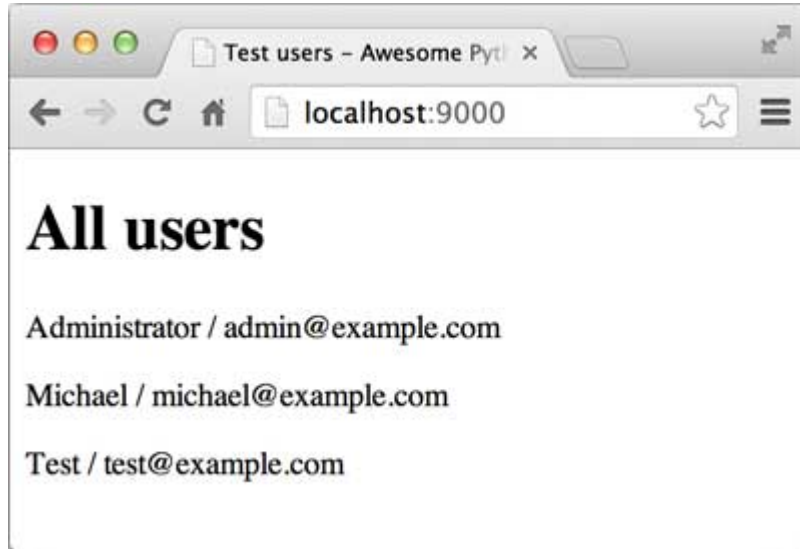 Test users – Awesome Pyt
localhost:9000
All users
Administrator / admin@example.com
Michael / michael@example.com
Test / test@example.com